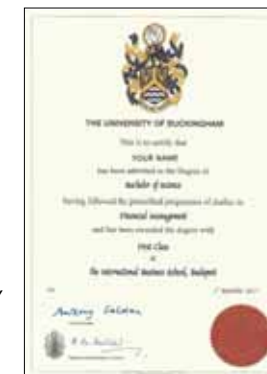 THE UNIVERSITY OF BUCKINGHAM
This is to certify that
YOUR NAME
has been admitted to the Degree of
Bachelor of Science
having followed the prescribed programme of studies in
Financial management
and has been awarded the degree with
First Class
at
The International Business School, Budapest